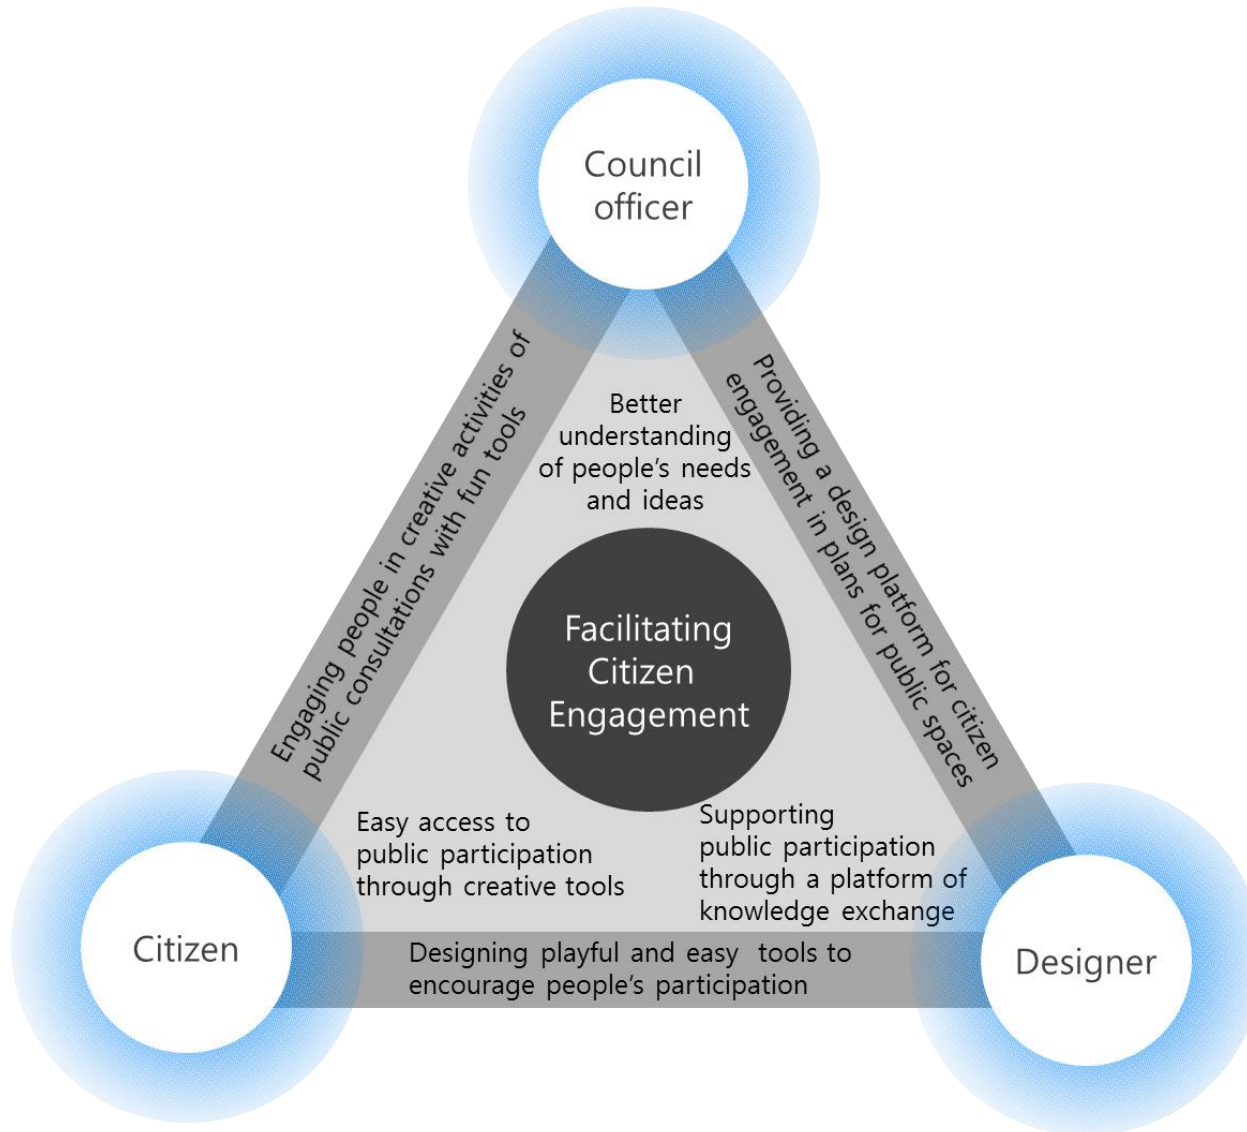 Council
officer
Engaging people in creative activities of
public consultations with fun tools
Providing a design platform for citizen
engagement in plans for public spaces
Better
understanding
of people’s needs
and ideas
Facilitating
Citizen
Engagement
Easy access to
public participation
through creative tools
Supporting
public participation
through a platform of
knowledge exchange
Citizen
Designing playful and easy tools to
encourage people’s participation
Designer